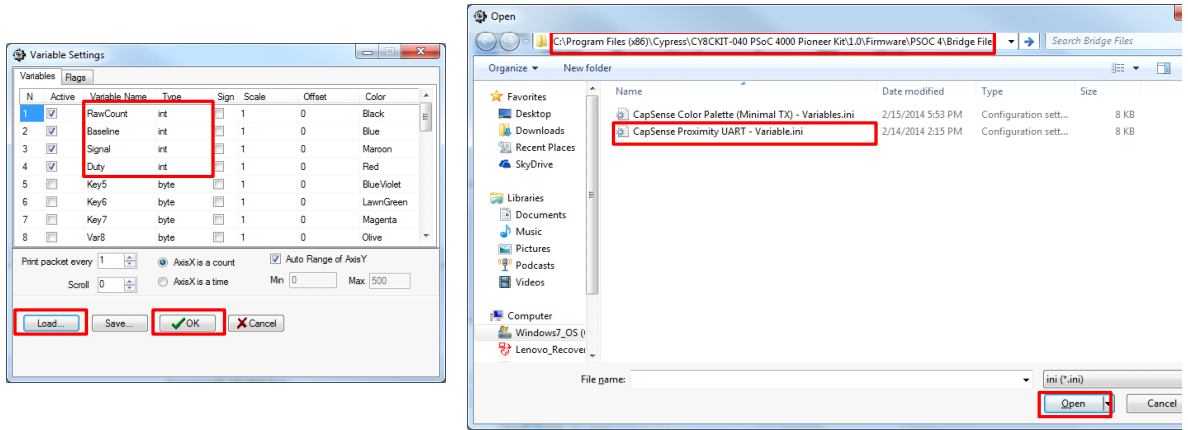 Variable Settings
Variables Flags
N Active Variable Name Type Sign Scale Offset Color
1 RawCount int 1 0 Black
2 Baseline int 1 0 Blue
3 Signal int 1 0 Maroon
4 Duty int 1 0 Red
5 Key5 byte 1 0 BlueViolet
6 Key6 byte 1 0 LawnGreen
7 Key7 byte 1 0 Magenta
8 Var8 byte 1 0 Olive
Print packet every 1 AxisX is a count Auto Range of AxisY
Scroll 0 AxisX is a time Min 0 Max 500
Load... Save... OK Cancel
Open
C:\Program Files (x86)\Cypress\CY8CKIT-040 PSoC 4000 Pioneer Kit\1.0\Firmware\PSOC 4\Bridge File Search Bridge Files
Organize New folder
Name Date modified Type Size
Favorites
Desktop
Downloads
Recent Places
SkyDrive
Libraries
Documents
Music
Pictures
Podcasts
Videos
Computer
Windows7_OS (
Lenovo_Recove
CapSense Color Palette (Minimal TX) - Variables.ini 2/15/2014 5:53 PM Configuration sett... 8 KB
CapSense Proximity UART - Variable.ini 2/14/2014 2:15 PM Configuration sett... 8 KB
File name: ini (*.ini)
Open Cancel